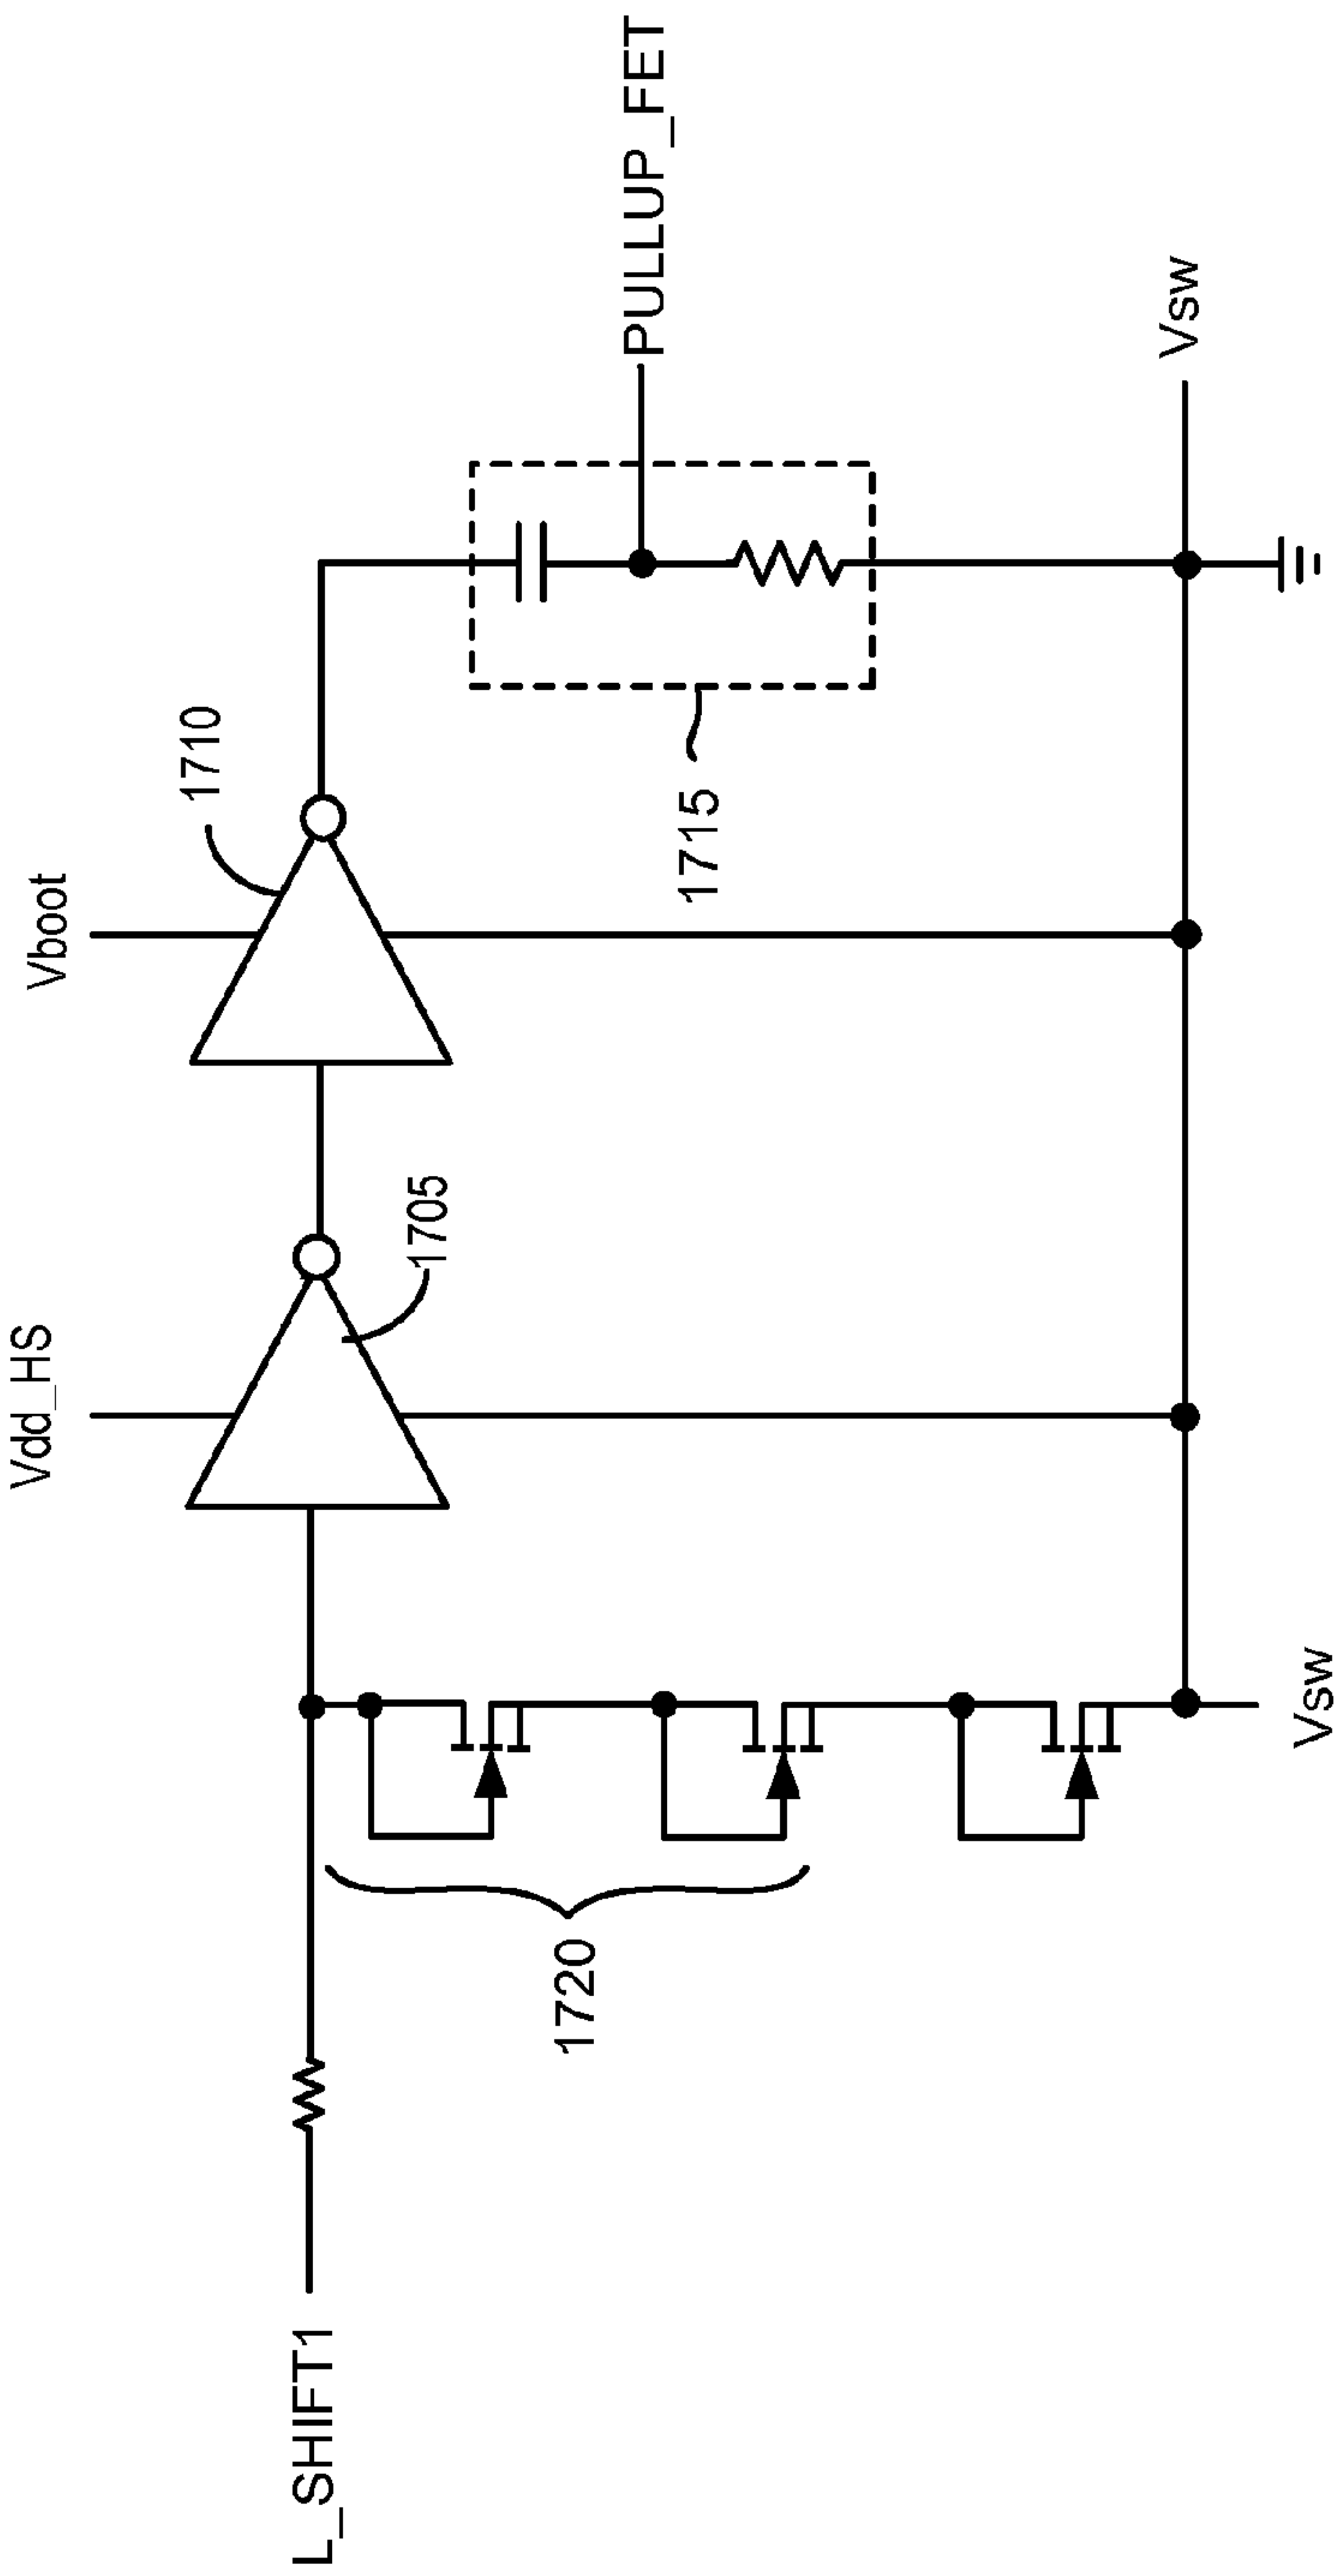 Vdd_HS
Vboot
1710
1705
L_SHIFT1
PULLUP_FET
1715
1720
Vsw
Vsw